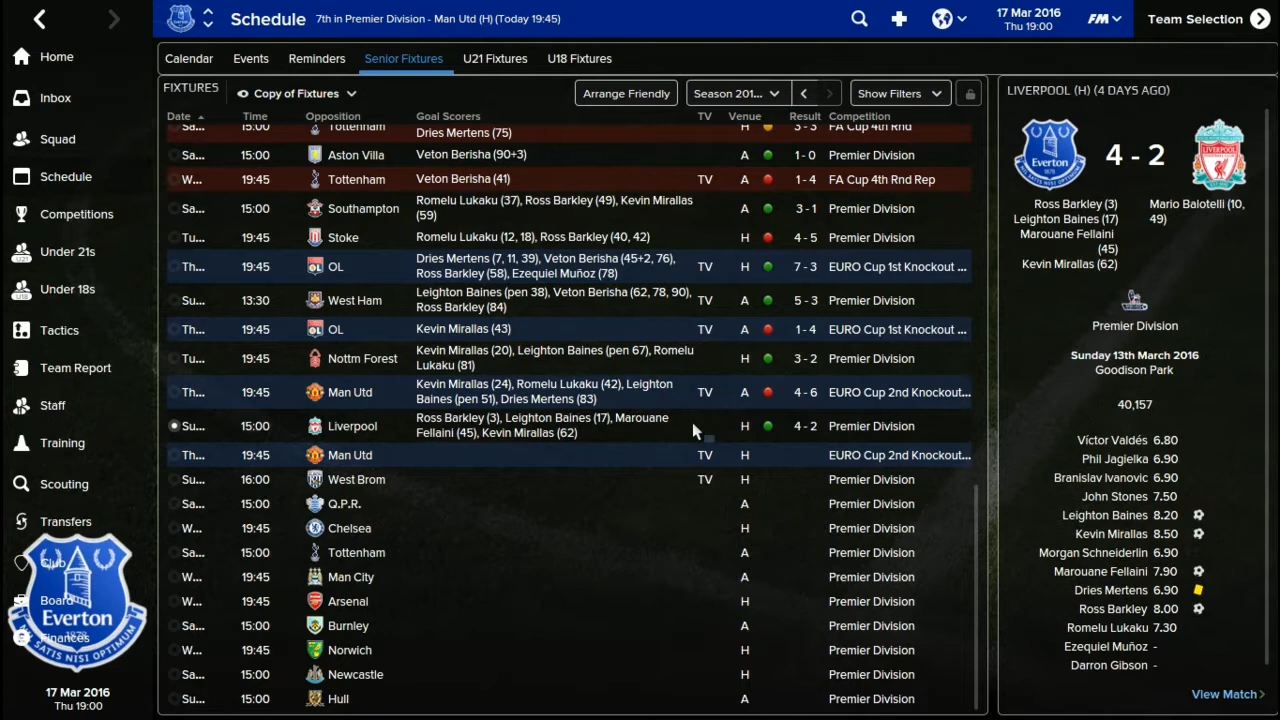 Schedule
7th in Premier Division - Man Utd (H) (Today 19:45)
17 Mar 2016
Thu 19:00
FM
Team Selection
Home
Inbox
Squad
Schedule
Competitions
Under 21s
Under 18s
Tactics
Team Report
Staff
Training
Scouting
Transfers
Club
Board
Finances
Everton
1878
NIL SATIS NISI OPTIMUM
17 Mar 2016
Thu 19:00
Calendar Events Reminders Senior Fixtures U21 Fixtures U18 Fixtures
FIXTURES Copy of Fixtures Arrange Friendly Season 201... Show Filters
Date Time Opposition Goal Scorers TV Venue Result Competition
Sa... 15:00 Tottenham Dries Mertens (75) H 3-3 FA Cup 4th Rnd
Sa... 15:00 Aston Villa Veton Berisha (90+3) A 1-0 Premier Division
W... 19:45 Tottenham Veton Berisha (41) TV A 1-4 FA Cup 4th Rnd Rep
Sa... 15:00 Southampton Romelu Lukaku (37), Ross Barkley (49), Kevin Mirallas A 3-1 Premier Division
(59)
Tu... 19:45 Stoke Romelu Lukaku (12, 18), Ross Barkley (40, 42) H 4-5 Premier Division
Th... 19:45 OL Dries Mertens (7, 11, 39), Veton Berisha (45+2, 76), TV H 7-3 EURO Cup 1st Knockout ...
Ross Barkley (58), Ezequiel Muñoz (78)
Su... 13:30 West Ham Leighton Baines (pen 38), Veton Berisha (62, 78, 90), TV A 5-3 Premier Division
Ross Barkley (84)
Th... 19:45 OL Kevin Mirallas (43) TV A 1-4 EURO Cup 1st Knockout ...
Tu... 19:45 Nottm Forest Kevin Mirallas (20), Leighton Baines (pen 67), Romelu H 3-2 Premier Division
Lukaku (81)
Th... 19:45 Man Utd Kevin Mirallas (24), Romelu Lukaku (42), Leighton TV A 4-6 EURO Cup 2nd Knockout...
Baines (pen 51), Dries Mertens (83)
Su... 15:00 Liverpool Ross Barkley (3), Leighton Baines (17), Marouane H 4-2 Premier Division
Fellaini (45), Kevin Mirallas (62)
Th... 19:45 Man Utd TV H EURO Cup 2nd Knockout...
Su... 16:00 West Brom TV H Premier Division
Sa... 15:00 Q.P.R. A Premier Division
W... 19:45 Chelsea H Premier Division
Sa... 15:00 Tottenham A Premier Division
W... 19:45 Man City A Premier Division
W... 19:45 Arsenal H Premier Division
Sa... 15:00 Burnley A Premier Division
W... 19:45 Norwich H Premier Division
Sa... 15:00 Newcastle H Premier Division
Su... 15:00 Hull A Premier Division
LIVERPOOL (H) (4 DAYS AGO)
Everton
4 - 2
Ross Barkley (3)
Leighton Baines (17)
Marouane Fellaini
(45)
Kevin Mirallas (62)
Mario Balotelli (10,
49)
Premier Division
Sunday 13th March 2016
Goodison Park
40,157
Víctor Valdés 6.80
Phil Jagielka 6.90
Branislav Ivanovic 6.90
John Stones 7.50
Leighton Baines 8.20
Kevin Mirallas 8.50
Morgan Schneiderlin 6.90
Marouane Fellaini 7.90
Dries Mertens 6.90
Ross Barkley 8.00
Romelu Lukaku 7.30
Ezequiel Muñoz -
Darron Gibson -
View Match